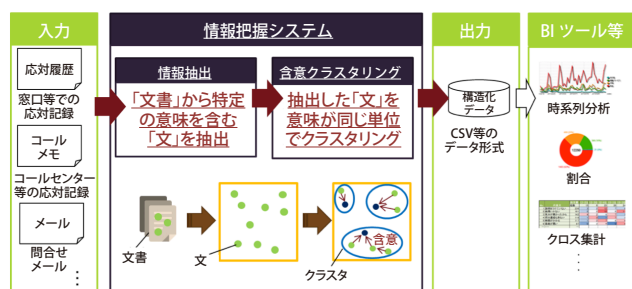 入力
応対履歴
窓口等での
応対記録
コール
メモ
コールセンター
等の応対記録
メール
問合せ
メール
⋮
情報把握システム
情報抽出
「文書」から特定
の意味を含む
「文」を抽出
含意クラスタリング
抽出した「文」を
意味が同じ単位
でクラスタリング
文書
文
含意
クラスタ
出力
構造化
データ
CSV等の
データ形式
BIツール等
時系列分析
割合
クロス集計
⋮